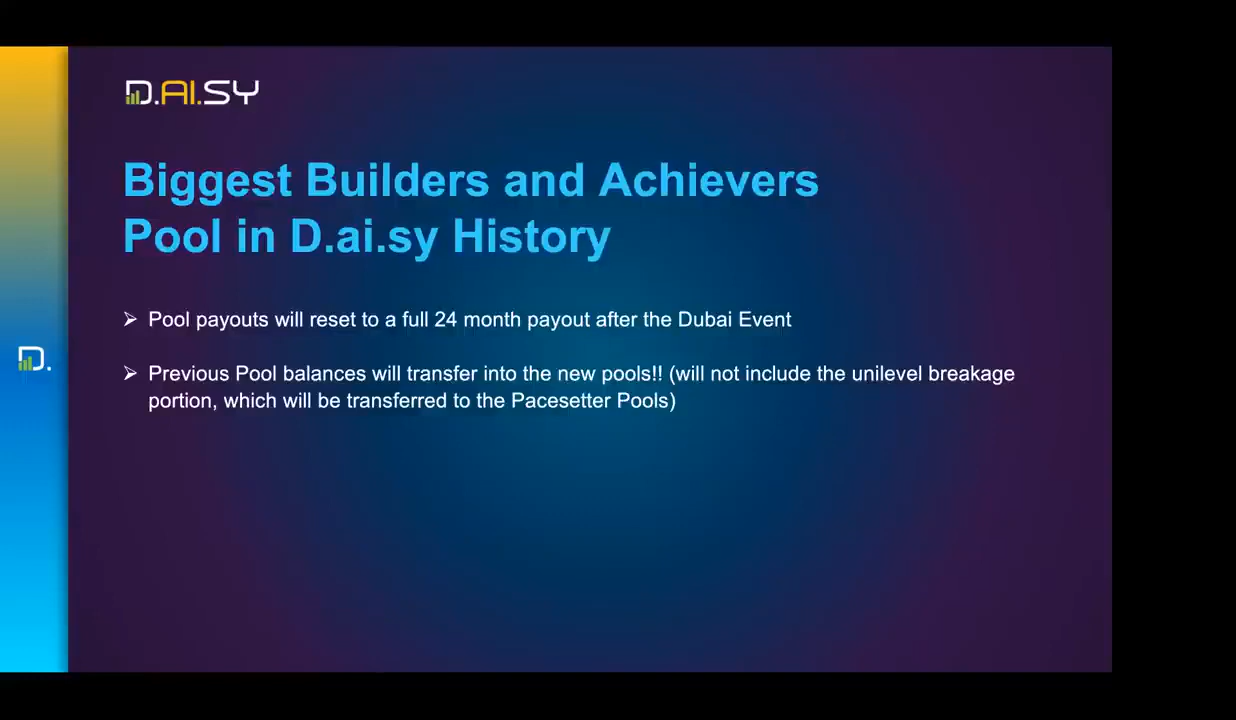 D.AI.SY
Biggest Builders and Achievers
Pool in D.ai.sy History
➢ Pool payouts will reset to a full 24 month payout after the Dubai Event
➢ Previous Pool balances will transfer into the new pools!! (will not include the unilevel breakage
portion, which will be transferred to the Pacesetter Pools)
D.